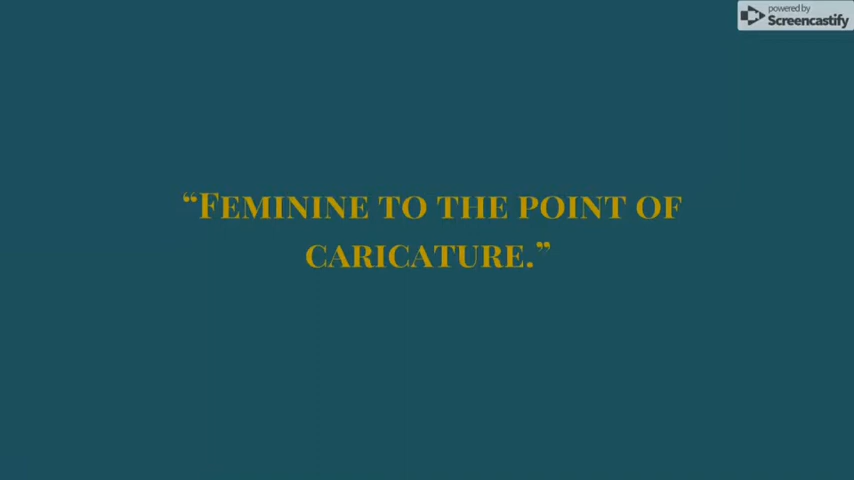 powered by
Screencastify
“Feminine to the point of
caricature.”